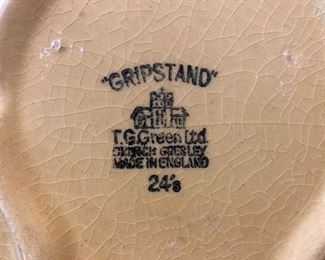 "GRIPSTAND"
T.G.Green Ltd.
CHURCH GRESLEY
MADE IN ENGLAND
24's